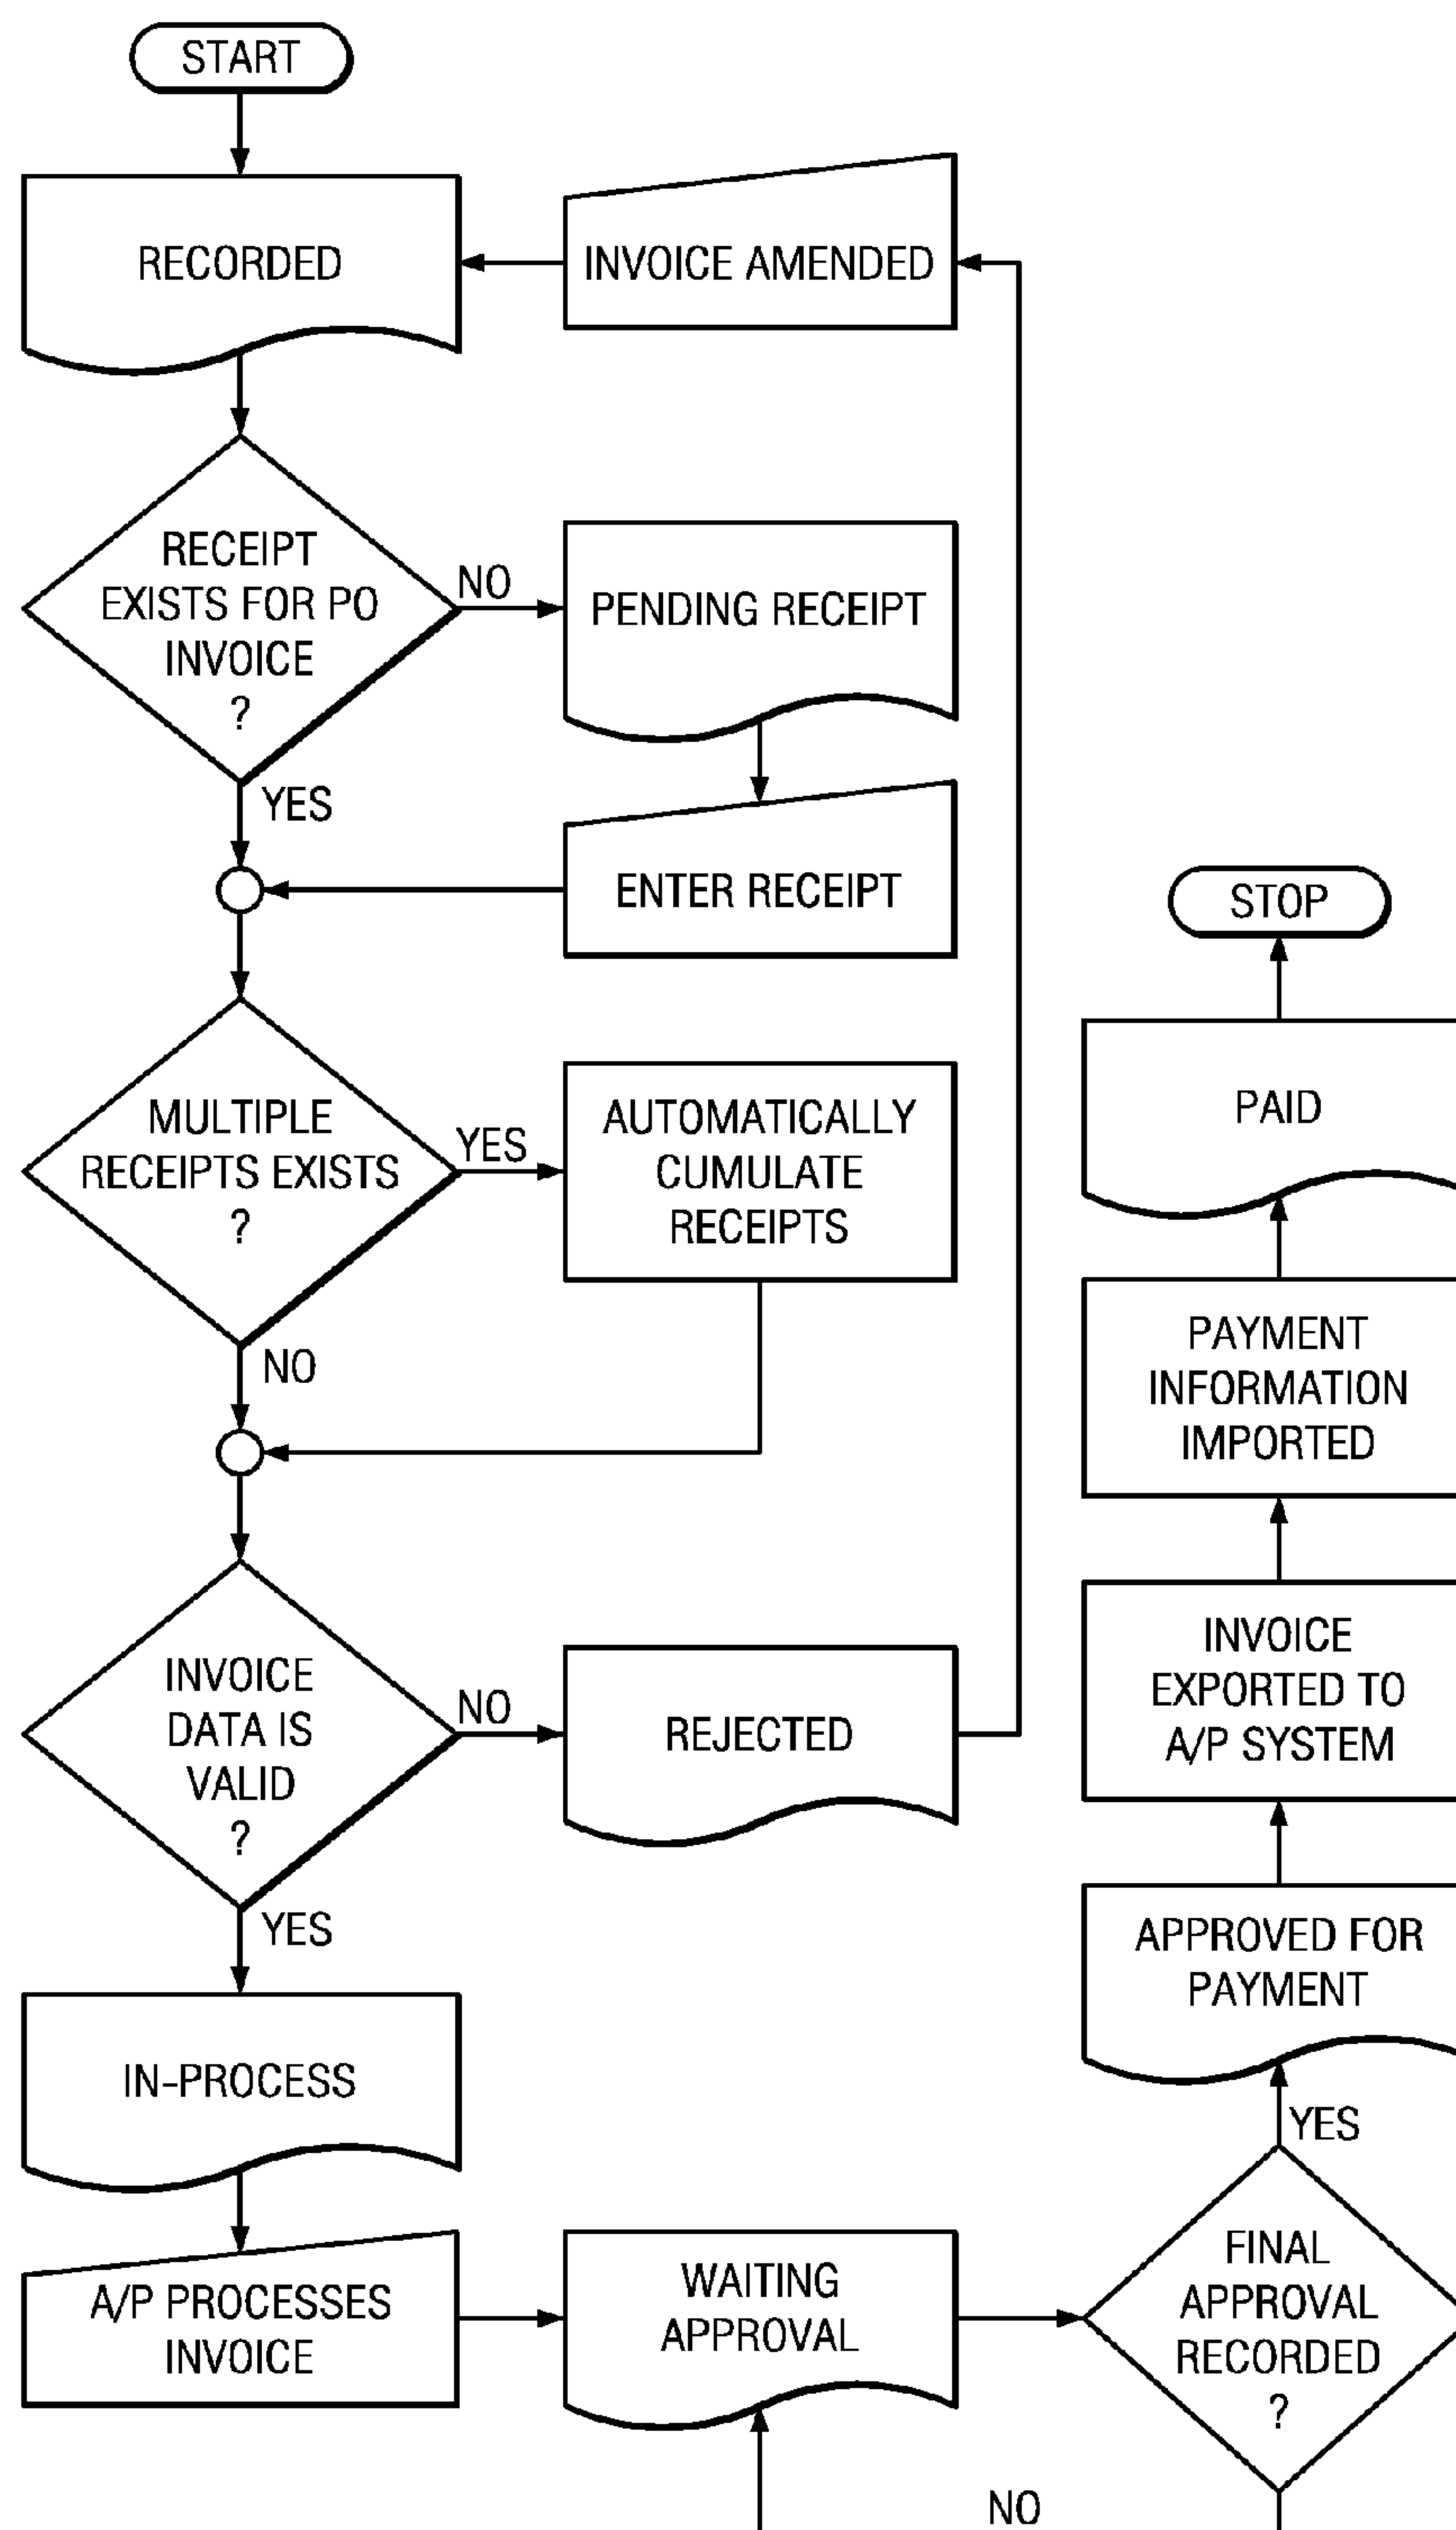 START
RECORDED
INVOICE AMENDED
RECEIPT
EXISTS FOR PO
INVOICE
?
NO
PENDING RECEIPT
YES
ENTER RECEIPT
MULTIPLE
RECEIPTS EXISTS
?
YES
AUTOMATICALLY
CUMULATE
RECEIPTS
NO
INVOICE
DATA IS
VALID
?
NO
REJECTED
YES
IN-PROCESS
A/P PROCESSES
INVOICE
WAITING
APPROVAL
FINAL
APPROVAL
RECORDED
?
NO
YES
APPROVED FOR
PAYMENT
INVOICE
EXPORTED TO
A/P SYSTEM
PAYMENT
INFORMATION
IMPORTED
PAID
STOP